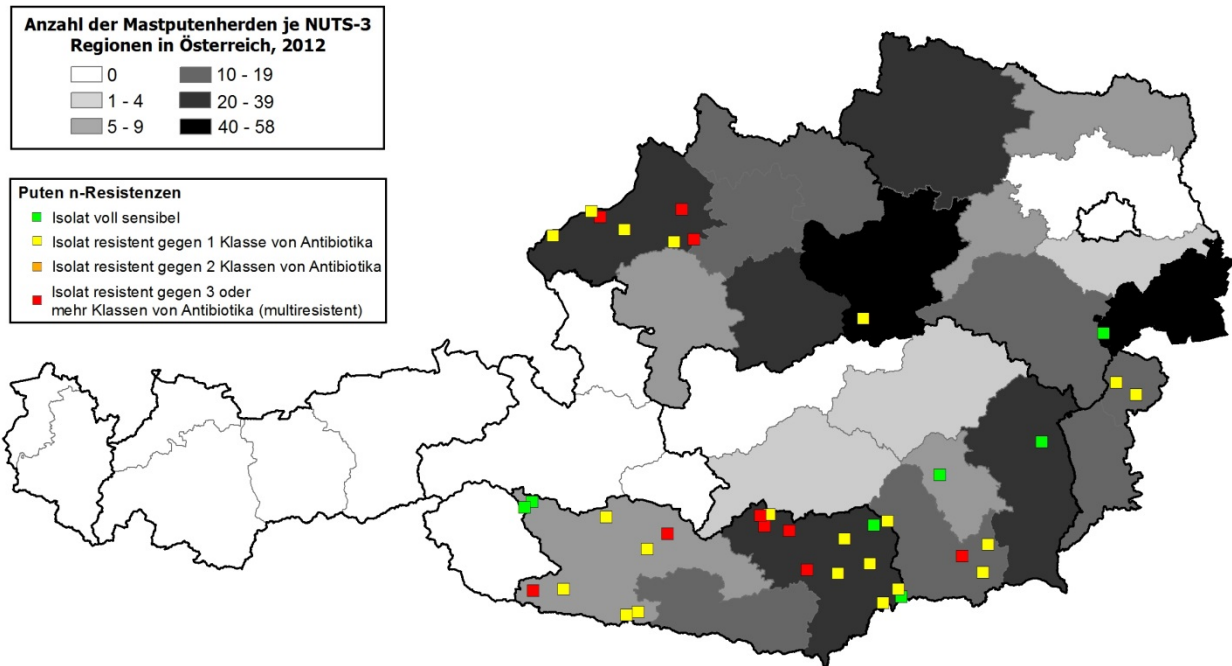 Anzahl der Mastputenherden je NUTS-3
Regionen in Österreich, 2012
0
10 - 19
1 - 4
20 - 39
5 - 9
40 - 58
Puten n-Resistenzen
Isolat voll sensibel
Isolat resistent gegen 1 Klasse von Antibiotika
Isolat resistent gegen 2 Klassen von Antibiotika
Isolat resistent gegen 3 oder
mehr Klassen von Antibiotika (multiresistent)